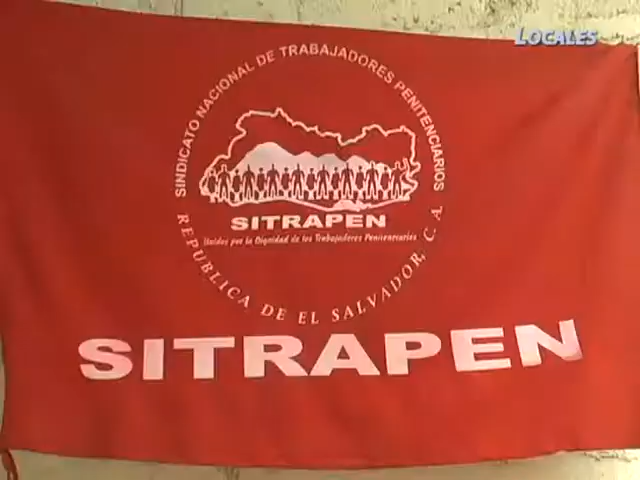 LOCALES
SINDICATO NACIONAL DE TRABAJADORES PENITENCIARIOS
SITRAPEN
Unidos por la Dignidad de los Trabajadores Penitenciarios
REPUBLICA DE EL SALVADOR, C.A.
SITRAPEN